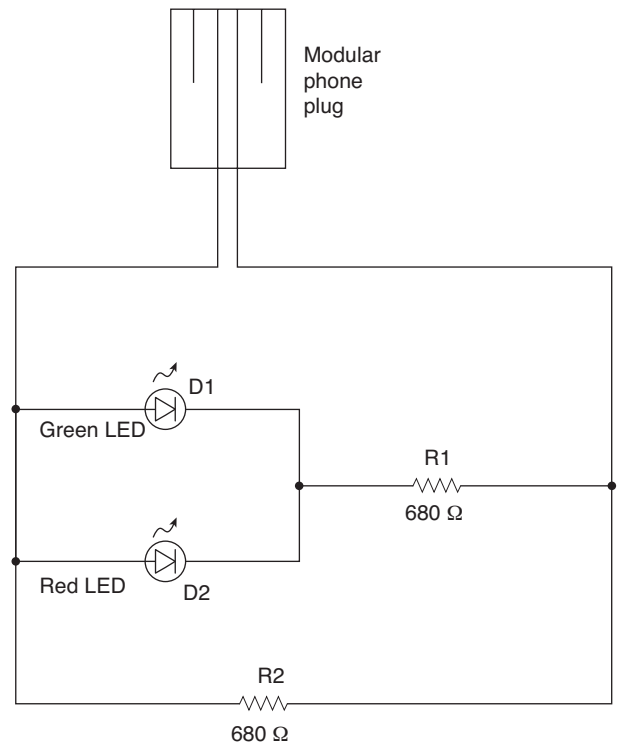 Modular
phone
plug
D1
Green LED
R1
680 Ω
Red LED
D2
R2
680 Ω